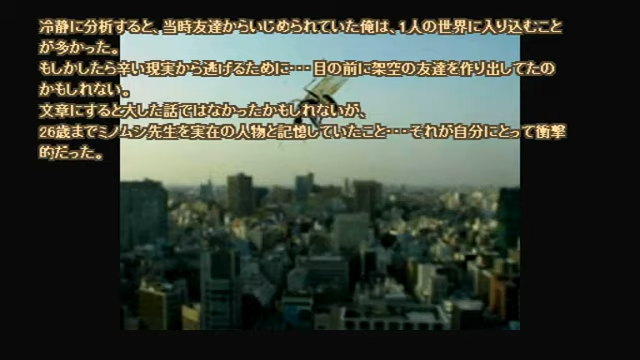 冷静に分析すると、当時友達からいじめられていた俺は、1人の世界に入り込むこと
が多かった。
もしかしたら辛い現実から逃げるために・・・目の前に架空の友達を作り出してたの
かもしれない。
文章にすると大した話ではなかったかもしれないが、
26歳までミノムシ先生を実在の人物と記憶していたこと・・・それが自分にとって衝撃
的だった。